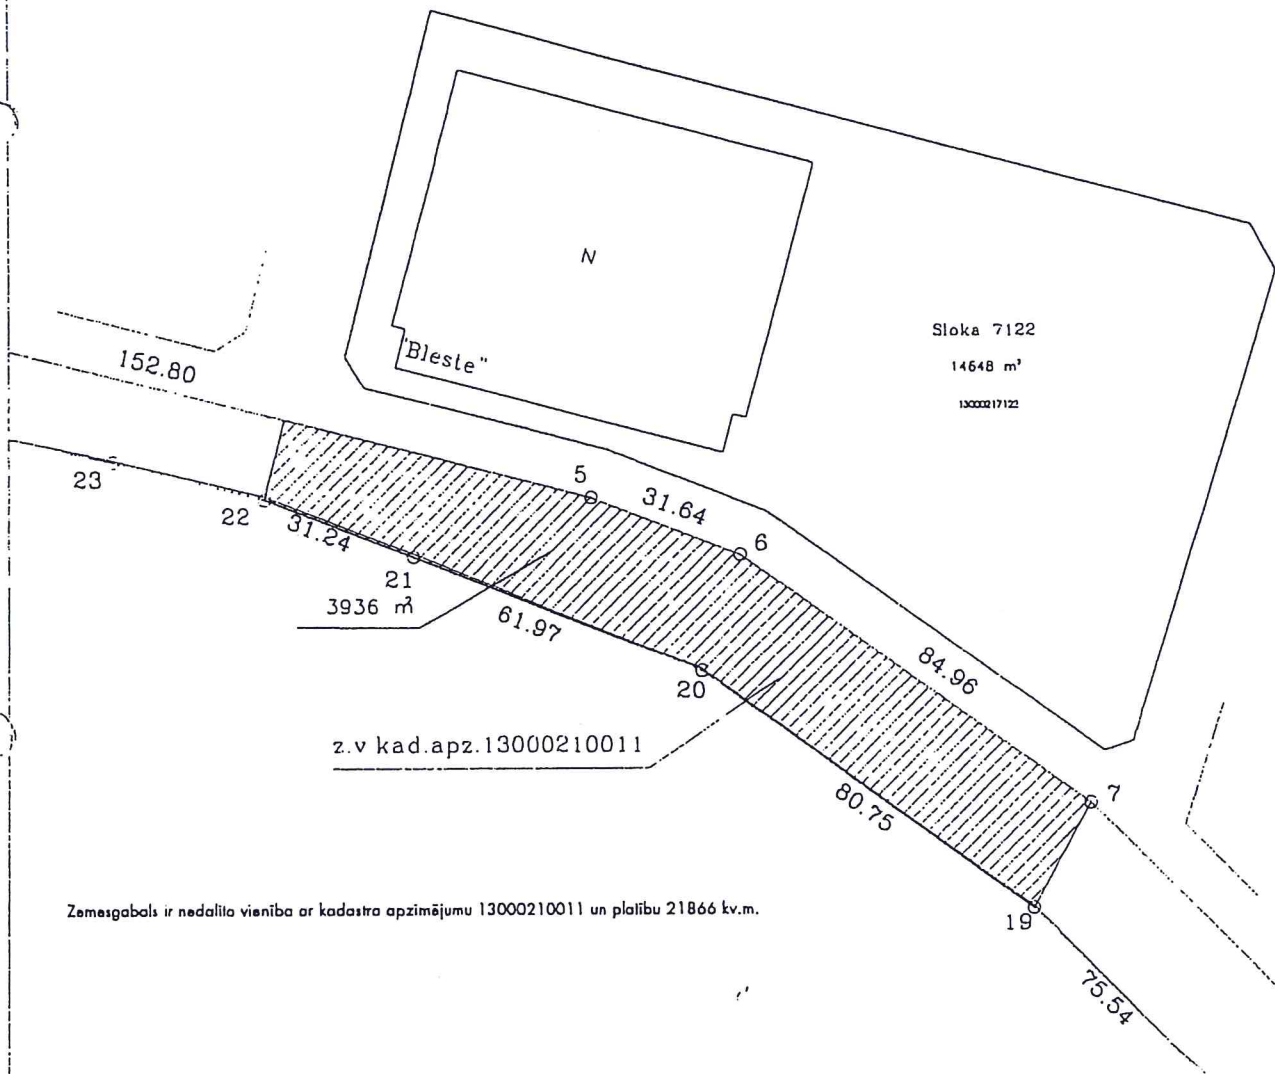 N
Sloka 7122
14648 m²
13000217122
"Bleste"
152.80
5
31.64
6
23
22
31.24
21
3936 m²
61.97
84.96
20
z.v kad.apz.13000210011
80.75
7
Zemesgabals ir nedalīta vienība ar kadastra apzīmējumu 13000210011 un platību 21866 kv.m.
19
75.54